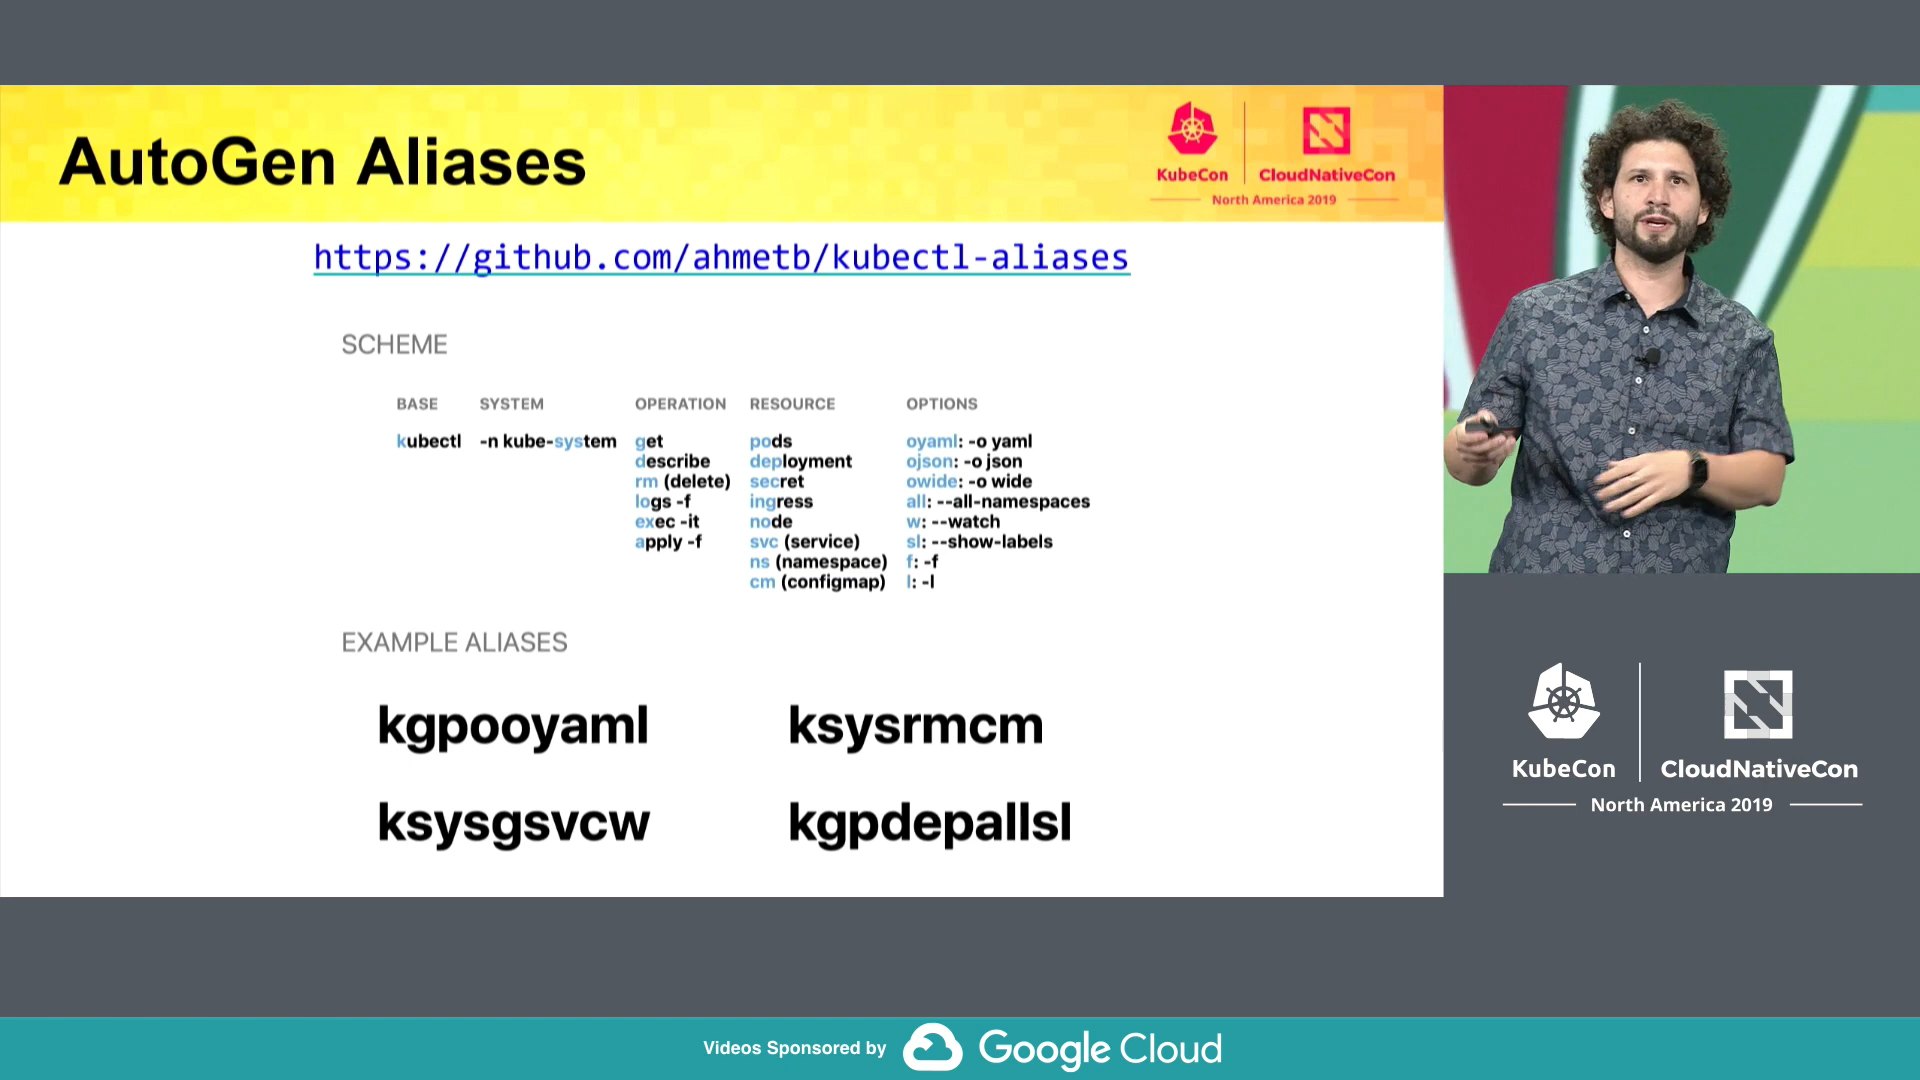 AutoGen Aliases
KubeCon
CloudNativeCon
North America 2019
https://github.com/ahmetb/kubectl-aliases
SCHEME
BASE SYSTEM OPERATION RESOURCE OPTIONS
kubectl -n kube-system get pods oyaml: -o yaml
describe deployment ojson: -o json
rm (delete) secret owide: -o wide
logs -f ingress all: --all-namespaces
exec -it node w: --watch
apply -f svc (service) sl: --show-labels
ns (namespace) f: -f
cm (configmap) l: -l
EXAMPLE ALIASES
kgpooyaml ksysrmcm
ksysgsvcw kgpdepallsl
KubeCon
CloudNativeCon
North America 2019
Videos Sponsored by Google Cloud